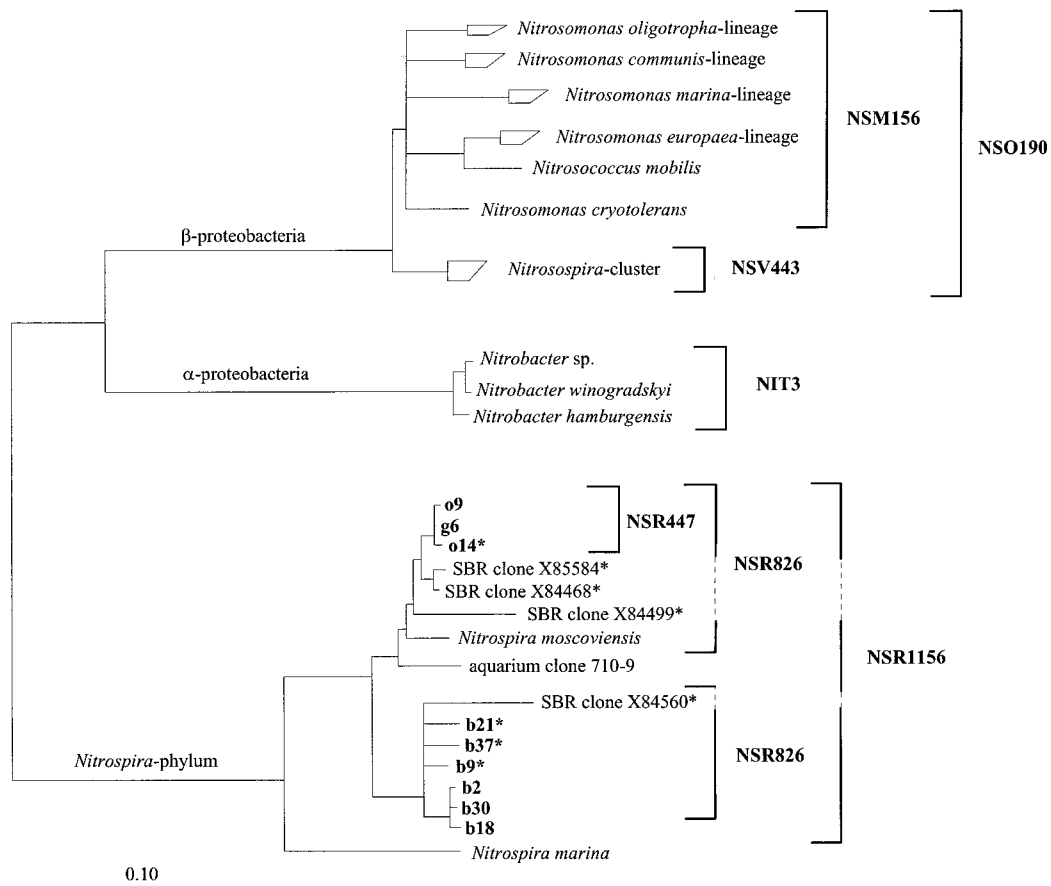 Nitrosomonas oligotropha-lineage
Nitrosomonas communis-lineage
Nitrosomonas marina-lineage
NSM156
Nitrosomonas europaea-lineage
NSO190
Nitrosococcus mobilis
Nitrosomonas cryotolerans
β-proteobacteria
Nitrosospira-cluster
NSV443
Nitrobacter sp.
α-proteobacteria
Nitrobacter winogradskyi
NIT3
Nitrobacter hamburgensis
o9
g6
NSR447
o14*
SBR clone X85584*
NSR826
SBR clone X84468*
SBR clone X84499*
Nitrospira moscoviensis
NSR1156
aquarium clone 710-9
SBR clone X84560*
b21*
b37*
NSR826
Nitrospira-phylum
b9*
b2
b30
b18
Nitrospira marina
0.10